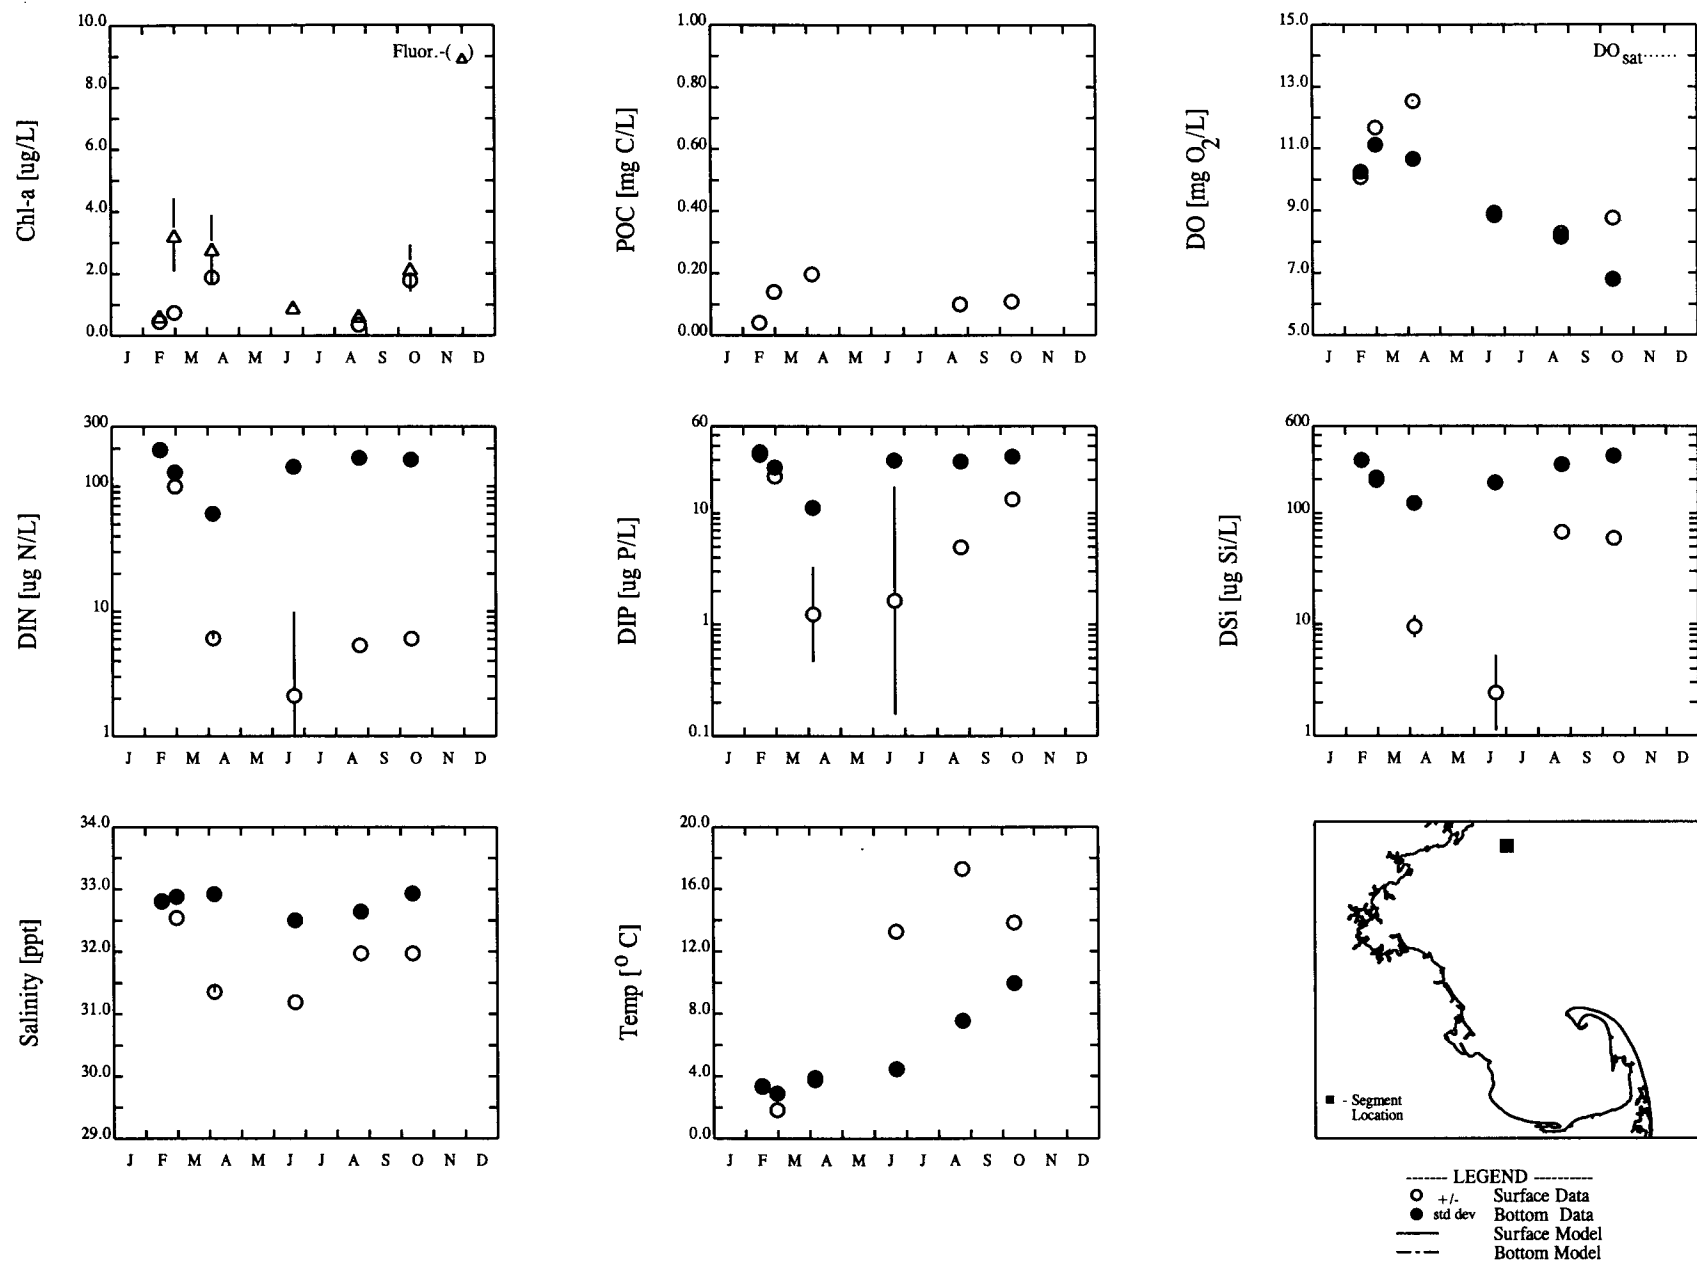 10.0
8.0
6.0
4.0
2.0
0.0
Chl-a [ug/L]
Fluor.-( )
J F M A M J J A S O N D
1.00
0.80
0.60
0.40
0.20
0.00
POC [mg C/L]
J F M A M J J A S O N D
15.0
13.0
11.0
9.0
7.0
5.0
DO [mg O2/L]
DO sat ......
J F M A M J J A S O N D
300
100
10
1
DIN [ug N/L]
J F M A M J J A S O N D
60
10
1
0.1
DIP [ug P/L]
J F M A M J J A S O N D
600
100
10
1
DSi [ug Si/L]
J F M A M J J A S O N D
34.0
33.0
32.0
31.0
30.0
29.0
Salinity [ppt]
J F M A M J J A S O N D
20.0
16.0
12.0
8.0
4.0
0.0
Temp [o C]
J F M A M J J A S O N D
- Segment
Location
------ LEGEND ---------
+/- Surface Data
std dev Bottom Data
Surface Model
Bottom Model